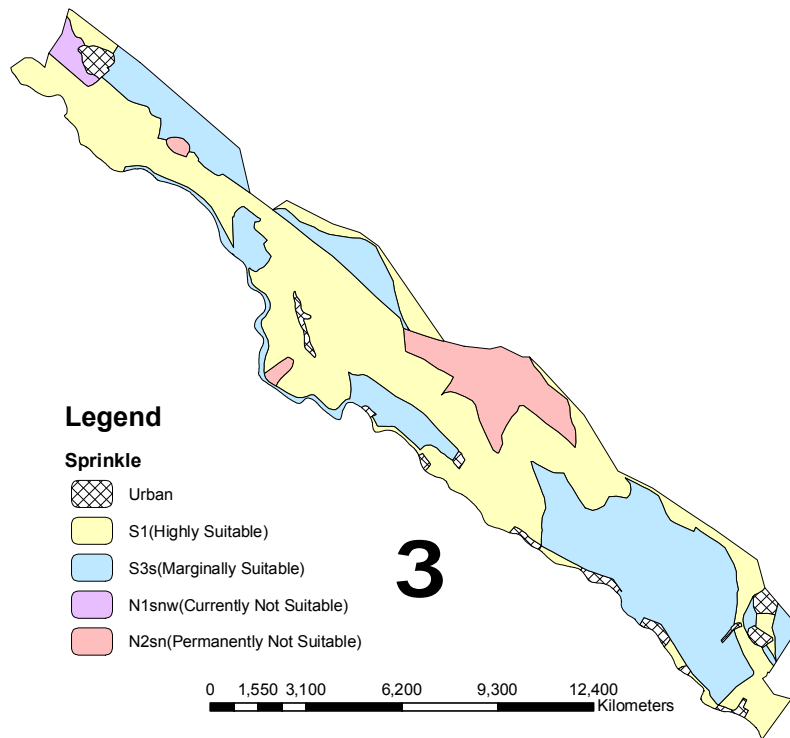 Legend
Sprinkle
Urban
S1(Highly Suitable)
S3s(Marginally Suitable)
N1snw(Currently Not Suitable)
N2sn(Permanently Not Suitable)
3
0 1,550 3,100 6,200 9,300 12,400
Kilometers